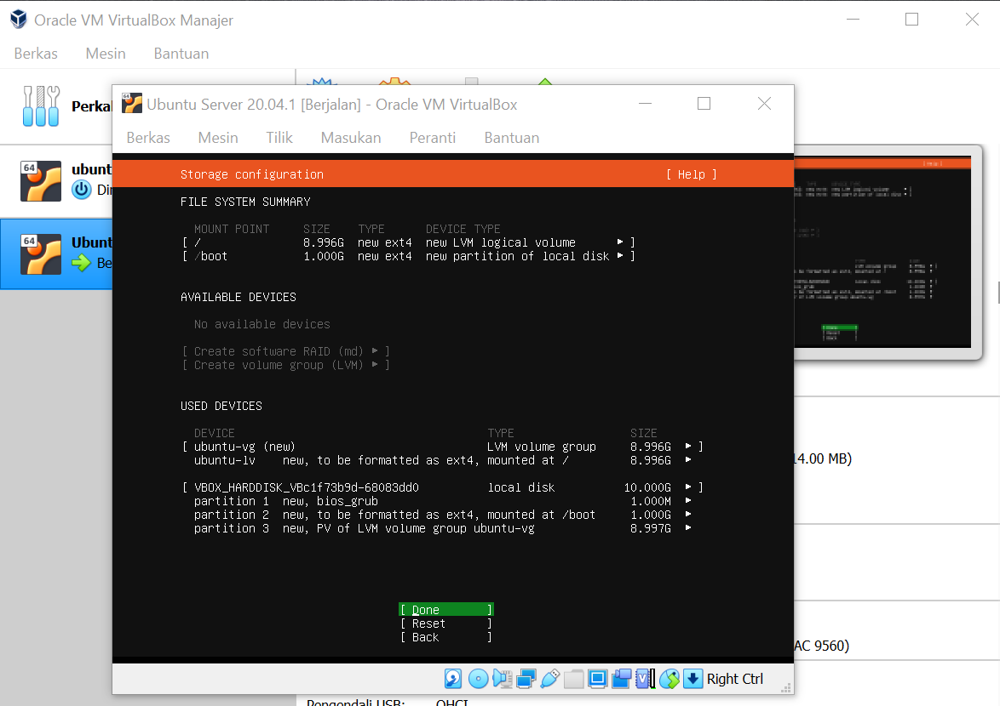 Oracle VM VirtualBox Manajer
Berkas Mesin Bantuan
Perka
64 ubunt
Di
64 Ubunt
Be
64 Ubuntu Server 20.04.1 [Berjalan] - Oracle VM VirtualBox
Berkas Mesin Tilik Masukan Peranti Bantuan
Storage configuration [ Help ]
FILE SYSTEM SUMMARY
MOUNT POINT SIZE TYPE DEVICE TYPE
[ / 8.996G new ext4 new LVM logical volume ▸ ]
[ /boot 1.000G new ext4 new partition of local disk ▸ ]
AVAILABLE DEVICES
No available devices
[ Create software RAID (md) ▸ ]
[ Create volume group (LVM) ▸ ]
USED DEVICES
DEVICE TYPE SIZE
[ ubuntu-vg (new) LVM volume group 8.996G ▸ ]
ubuntu-lv new, to be formatted as ext4, mounted at / 8.996G ▸
[ VBOX_HARDDISK_VBc1f73b9d-68083dd0 local disk 10.000G ▸ ]
partition 1 new, bios_grub 1.000M ▸
partition 2 new, to be formatted as ext4, mounted at /boot 1.000G ▸
partition 3 new, PV of LVM volume group ubuntu-vg 8.997G ▸
[ Done ]
[ Reset ]
[ Back ]
Right Ctrl
14.00 MB)
AC 9560)
Pengendali USB: OHCI